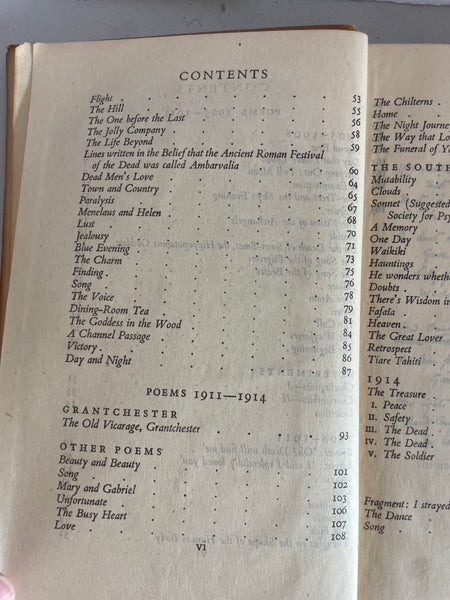 CONTENTS
Flight 53
The Hill 55
The One before the Last 56
The Jolly Company 58
The Life Beyond 59
Lines written in the Belief that the Ancient Roman Festival
of the Dead was called Ambarvalia 60
Dead Men's Love 64
Town and Country 65
Paralysis 67
Menelaus and Helen 68
Lust 70
Jealousy 71
Blue Evening 73
The Charm 75
Finding 76
Song 78
The Voice 79
Dining-Room Tea 81
The Goddess in the Wood 84
A Channel Passage 85
Victory 86
Day and Night 87
POEMS 1911—1914
GRANTCHESTER
The Old Vicarage, Grantchester 93
OTHER POEMS
Beauty and Beauty 101
Song 102
Mary and Gabriel 103
Unfortunate 106
The Busy Heart 107
Love 108
VI
The Chilterns
Home
The Night Journe
The Way that Lo
The Funeral of Yo
THE SOUT
Mutability
Clouds
Sonnet (Suggested
Society for Psy
A Memory
One Day
Waikiki
Hauntings
He wonders wheth
Doubts
There's Wisdom in
Fafaïa
Heaven
The Great Lover
Retrospect
Tiare Tahiti
1914
The Treasure
I. Peace
II. Safety
III. The Dead
IV. The Dead
V. The Soldier
Fragment: I strayed
The Dance
Song